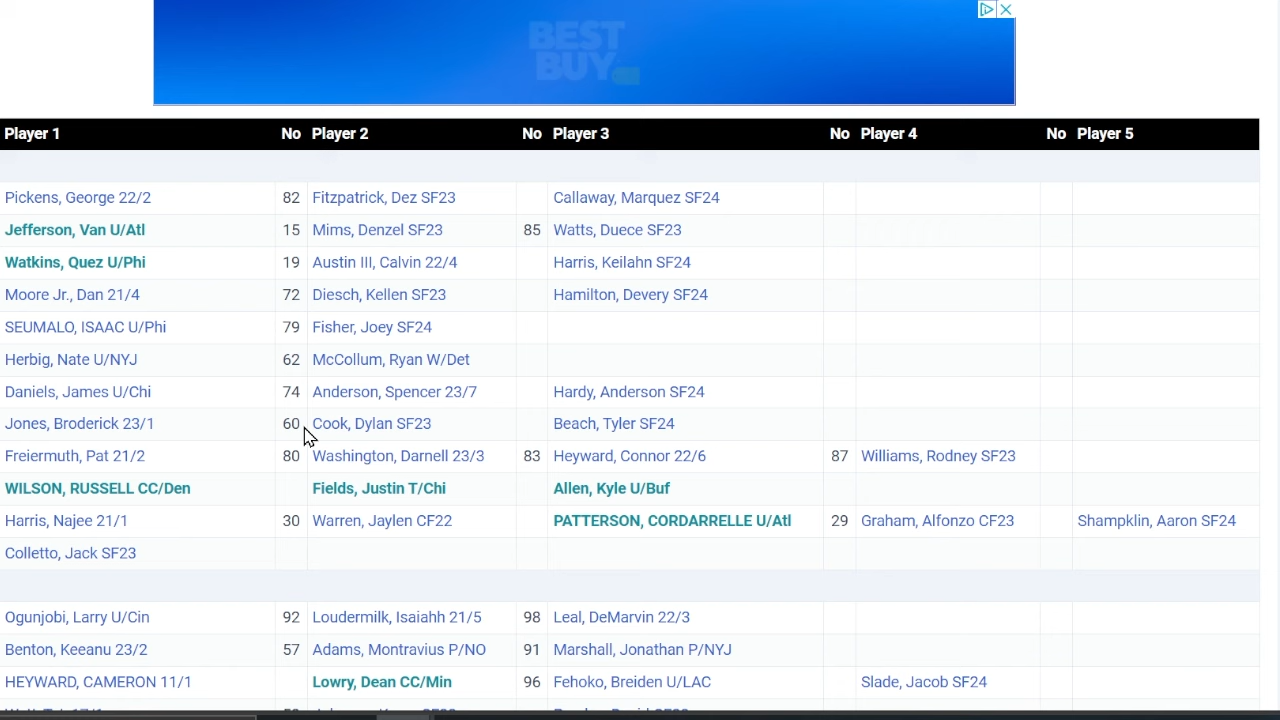 BEST
BUY
Player 1 No Player 2 No Player 3 No Player 4 No Player 5
Pickens, George 22/2 82 Fitzpatrick, Dez SF23 Callaway, Marquez SF24
Jefferson, Van U/Atl 15 Mims, Denzel SF23 85 Watts, Duece SF23
Watkins, Quez U/Phi 19 Austin III, Calvin 22/4 Harris, Keilahn SF24
Moore Jr., Dan 21/4 72 Diesch, Kellen SF23 Hamilton, Devery SF24
SEUMALO, ISAAC U/Phi 79 Fisher, Joey SF24
Herbig, Nate U/NYJ 62 McCollum, Ryan W/Det
Daniels, James U/Chi 74 Anderson, Spencer 23/7 Hardy, Anderson SF24
Jones, Broderick 23/1 60 Cook, Dylan SF23 Beach, Tyler SF24
Freiermuth, Pat 21/2 80 Washington, Darnell 23/3 83 Heyward, Connor 22/6 87 Williams, Rodney SF23
WILSON, RUSSELL CC/Den Fields, Justin T/Chi Allen, Kyle U/Buf
Harris, Najee 21/1 30 Warren, Jaylen CF22 PATTERSON, CORDARRELLE U/Atl 29 Graham, Alfonzo CF23 Shampklin, Aaron SF24
Colletto, Jack SF23
Ogunjobi, Larry U/Cin 92 Loudermilk, Isaiahh 21/5 98 Leal, DeMarvin 22/3
Benton, Keeanu 23/2 57 Adams, Montravius P/NO 91 Marshall, Jonathan P/NYJ
HEYWARD, CAMERON 11/1 Lowry, Dean CC/Min 96 Fehoko, Breiden U/LAC Slade, Jacob SF24